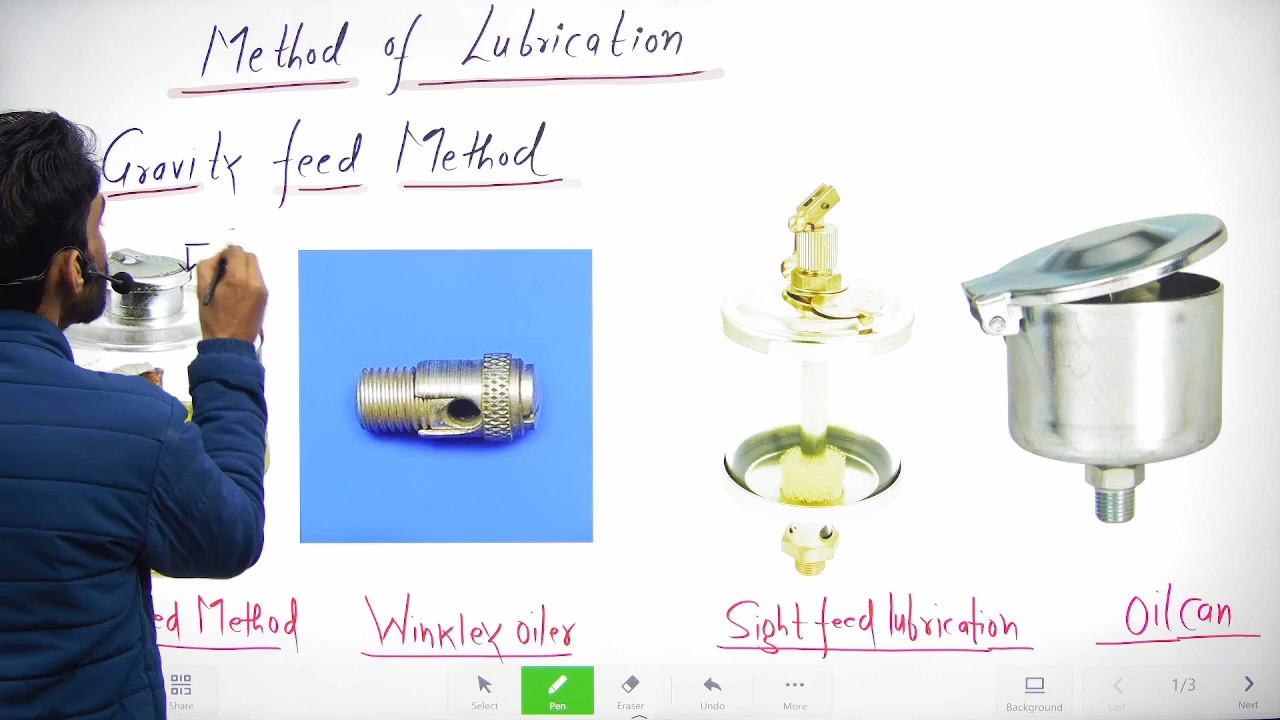 Method of Lubrication
Gravity feed Method
ed Method
Winkley oiler
Sight feed lubrication
Oil Can
Share
Select
Pen
Eraser
Undo
More
Background
Last
1/3
Next